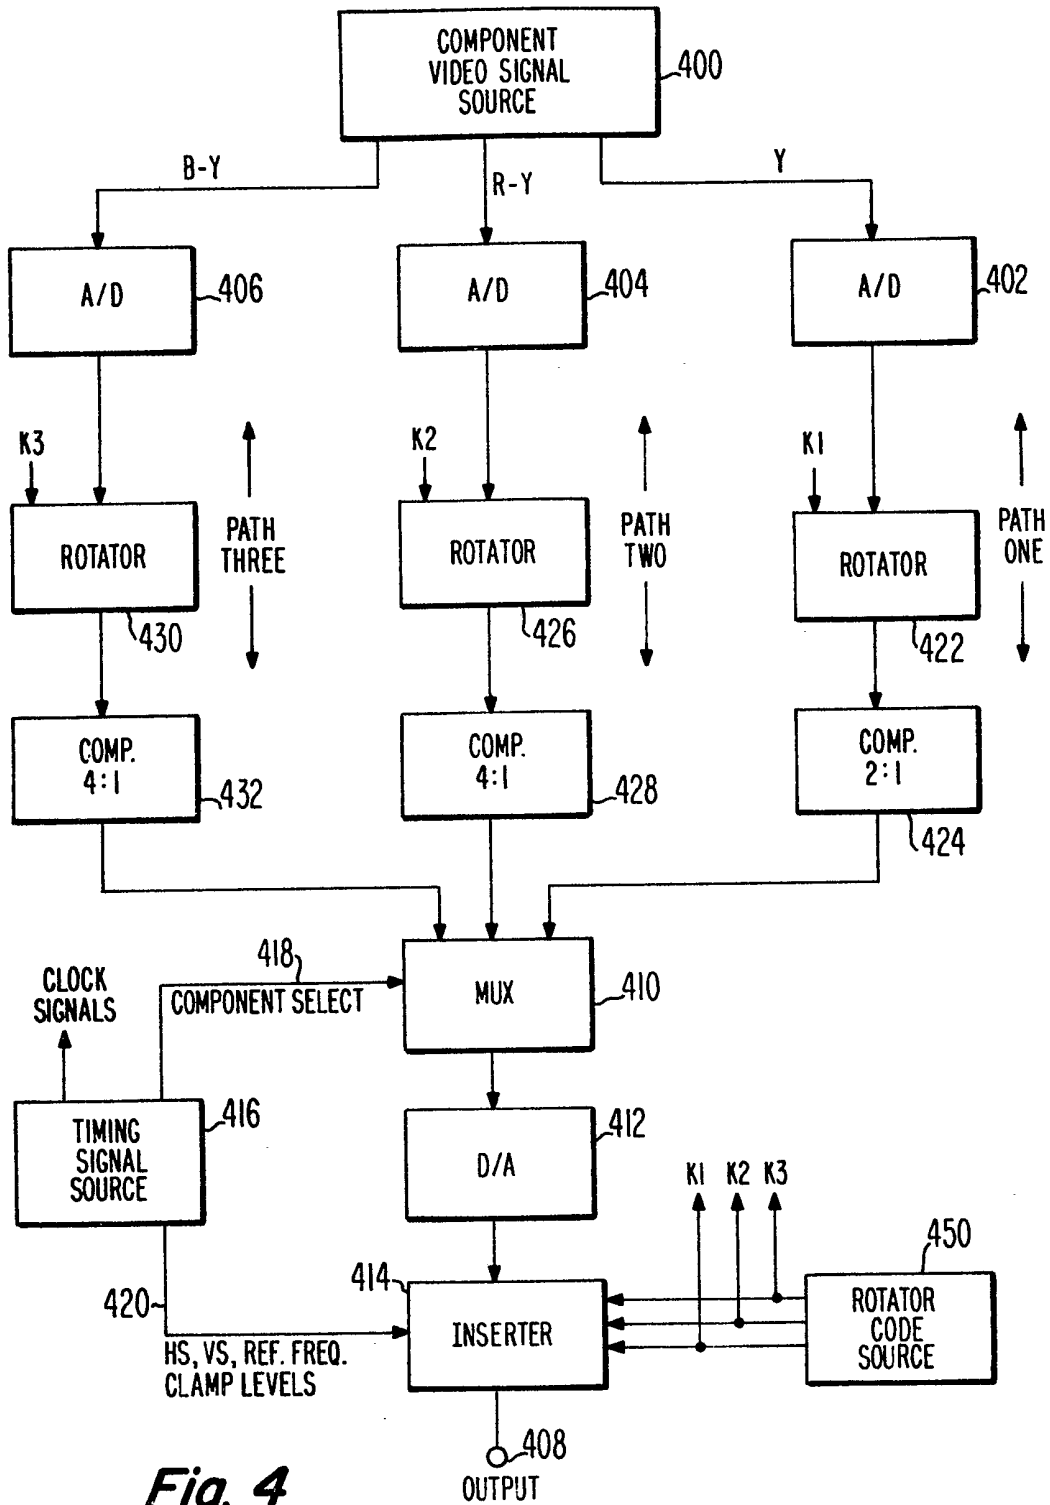 COMPONENT
VIDEO SIGNAL
SOURCE
400
B-Y
R-Y
Y
A/D
406
A/D
404
A/D
402
K3
K2
K1
ROTATOR
430
PATH
THREE
ROTATOR
426
PATH
TWO
ROTATOR
422
PATH
ONE
COMP.
4:1
432
COMP.
4:1
428
COMP.
2:1
424
CLOCK
SIGNALS
418
COMPONENT SELECT
MUX
410
TIMING
SIGNAL
SOURCE
416
D/A
412
K1
K2
K3
420
HS, VS, REF. FREQ.
CLAMP LEVELS
414
INSERTER
450
ROTATOR
CODE
SOURCE
408
OUTPUT
Fig. 4